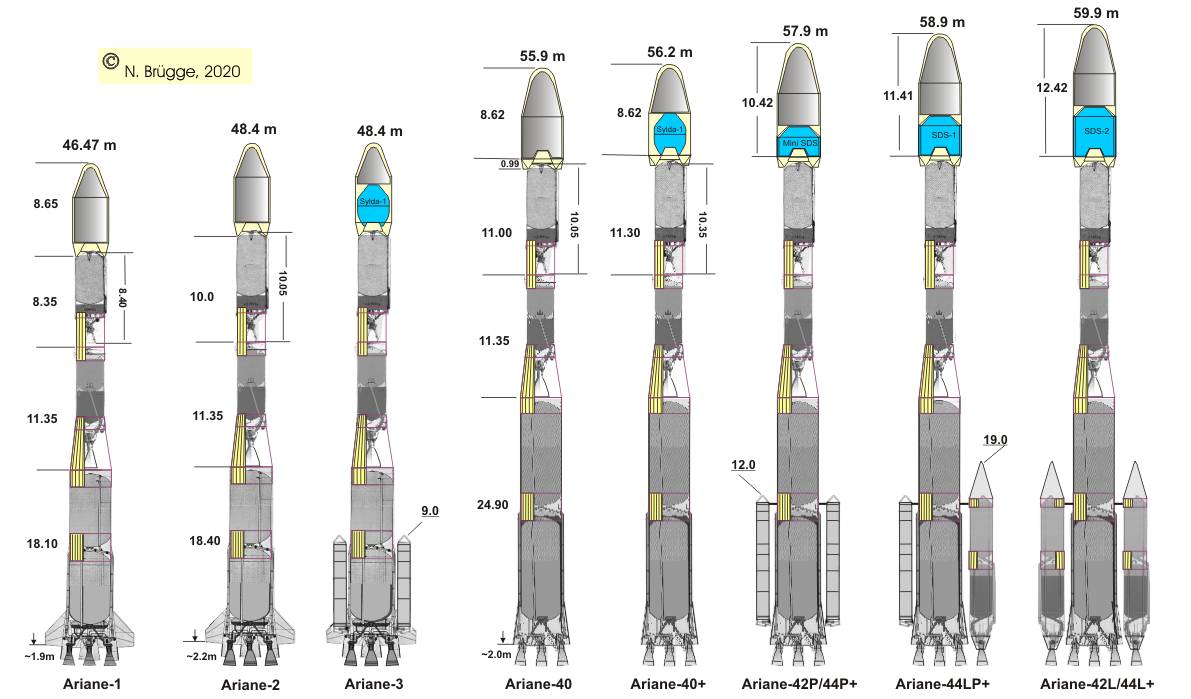 © N. Brügge, 2020
46.47 m
48.4 m
48.4 m
55.9 m
56.2 m
57.9 m
58.9 m
59.9 m
8.65
8.40
8.35
11.35
18.10
~1.9m
10.05
10.0
11.35
18.40
~2.2m
Sylda-1
9.0
8.62
0.99
10.05
11.00
11.35
24.90
~2.0m
8.62
Sylda-1
10.35
11.30
10.42
Mini SDS
12.0
11.41
SDS-1
19.0
12.42
SDS-2
Ariane-1
Ariane-2
Ariane-3
Ariane-40
Ariane-40+
Ariane-42P/44P+
Ariane-44LP+
Ariane-42L/44L+